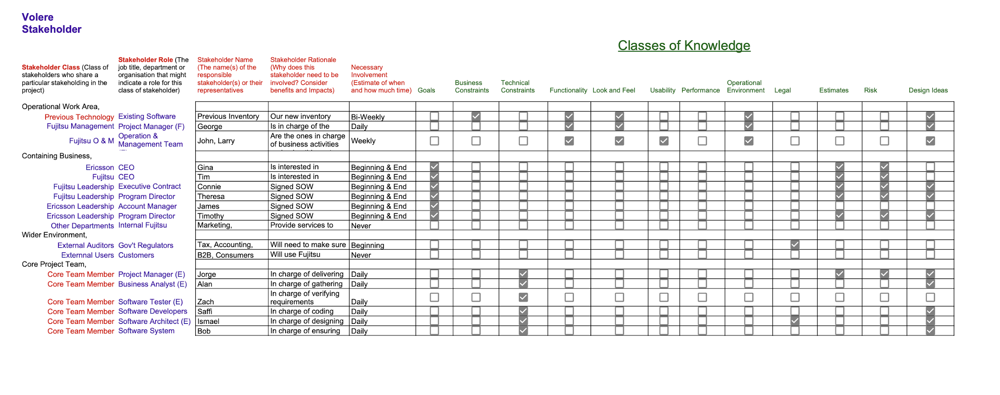 Volere
Stakeholder
Classes of Knowledge
Stakeholder Class (Class of
stakeholders who share a
particular stakeholding in the
project)
Stakeholder Role (The
job title, department or
organisation that might
indicate a role for this
class of stakeholder)
Stakeholder Name
(The name(s) of the
responsible
stakeholder(s) or their
representatives
Stakeholder Rationale
(Why does this
stakeholder need to be
involved? Consider
benefits and Impacts)
Necessary
Involvement
(Estimate of when
and how much time)
Goals
Business
Constraints
Technical
Constraints
Functionality
Look and Feel
Usability
Performance
Operational
Environment
Legal
Estimates
Risk
Design Ideas
Operational Work Area,
Previous Technology Existing Software Previous Inventory Our new inventory Bi-Weekly
Fujitsu Management Project Manager (F) George Is in charge of the Daily
Fujitsu O & M
Operation &
Management Team
John, Larry
Are the ones in charge
of business activities
Weekly
Containing Business,
Ericsson CEO Gina Is interested in Beginning & End
Fujitsu CEO Tim Is interested in Beginning & End
Fujitsu Leadership Executive Contract Connie Signed SOW Beginning & End
Fujitsu Leadership Program Director Theresa Signed SOW Beginning & End
Ericsson Leadership Account Manager James Signed SOW Beginning & End
Ericsson Leadership Program Director Timothy Signed SOW Beginning & End
Other Departments Internal Fujitsu Marketing, Provide services to Never
Wider Environment,
External Auditors Gov't Regulators Tax, Accounting, Will need to make sure Beginning
Externnal Users Customers B2B, Consumers Will use Fujitsu Never
Core Project Team,
Core Team Member Project Manager (E) Jorge In charge of delivering Daily
Core Team Member Business Analyst (E) Alan In charge of gathering Daily
Core Team Member Software Tester (E) Zach
In charge of verifying
requirements
Daily
Core Team Member Software Developers Saffi In charge of coding Daily
Core Team Member Software Architect (E) Ismael In charge of designing Daily
Core Team Member Software System Bob In charge of ensuring Daily